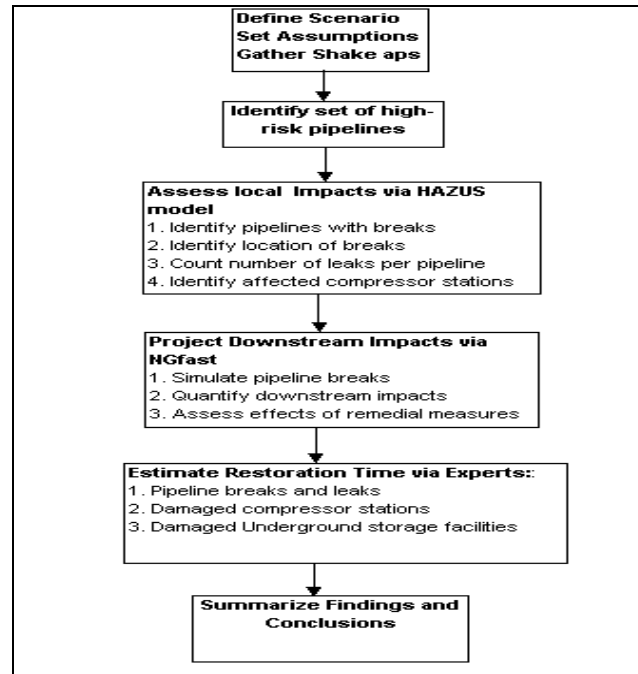 Define Scenario
Set Assumptions
Gather Shake aps
Identify set of high-
risk pipelines
Assess local Impacts via HAZUS
model
1. Identify pipelines with breaks
2. Identify location of breaks
3. Count number of leaks per pipeline
4. Identify affected compressor stations
Project Downstream Impacts via
NGfast
1. Simulate pipeline breaks
2. Quantify downstream impacts
3. Assess effects of remedial measures
Estimate Restoration Time via Experts::
1. Pipeline breaks and leaks
2. Damaged compressor stations
3. Damaged Underground storage facilities
Summarize Findings and
Conclusions